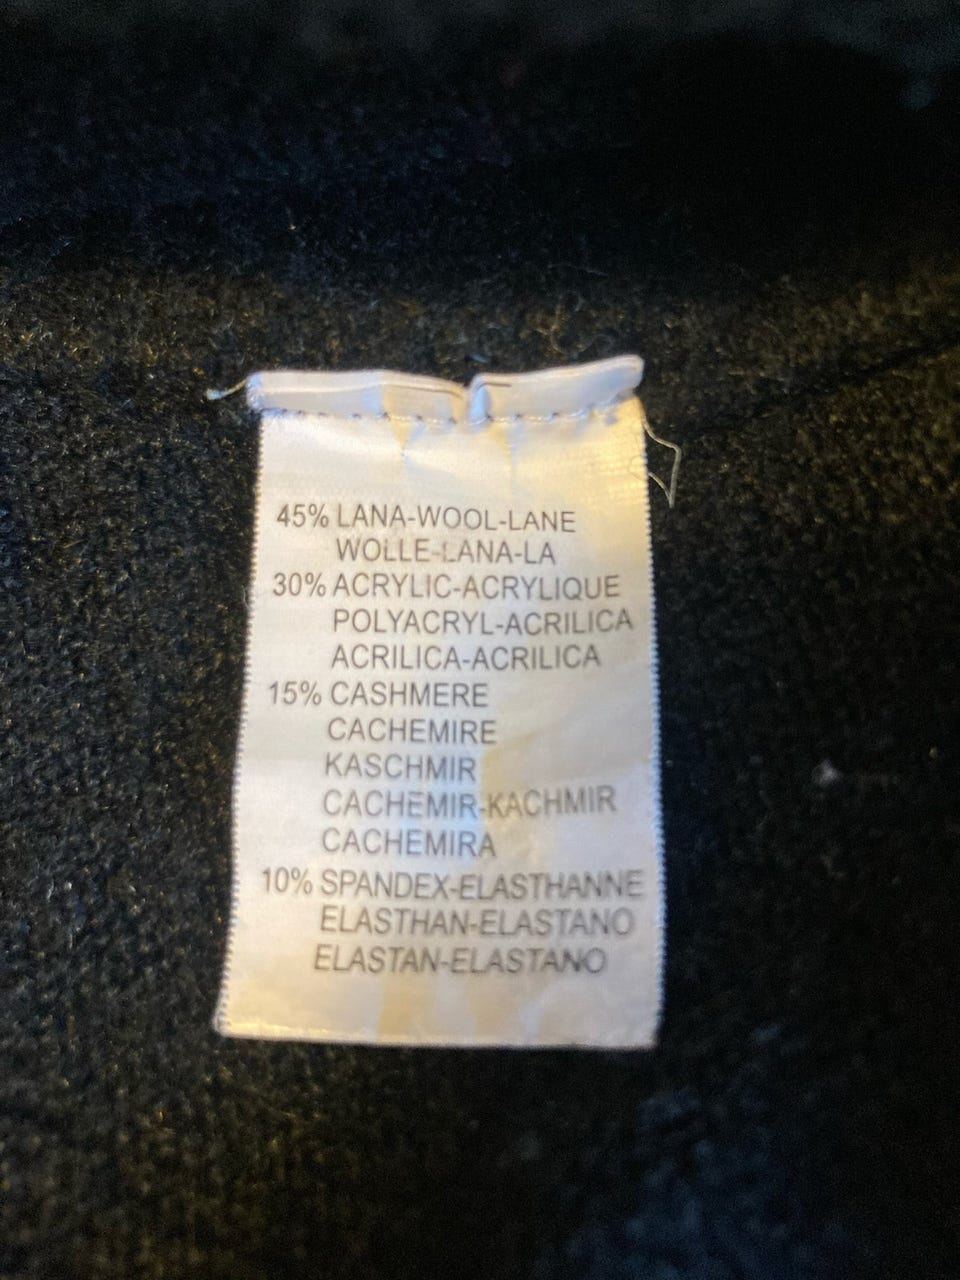 45% LANA-WOOL-LANE
WOLLE-LANA-LA
30% ACRYLIC-ACRYLIQUE
POLYACRYL-ACRILICA
ACRILICA-ACRILICA
15% CASHMERE
CACHEMIRE
KASCHMIR
CACHEMIR-KACHMIR
CACHEMIRA
10% SPANDEX-ELASTHANNE
ELASTHAN-ELASTANO
ELASTAN-ELASTANO